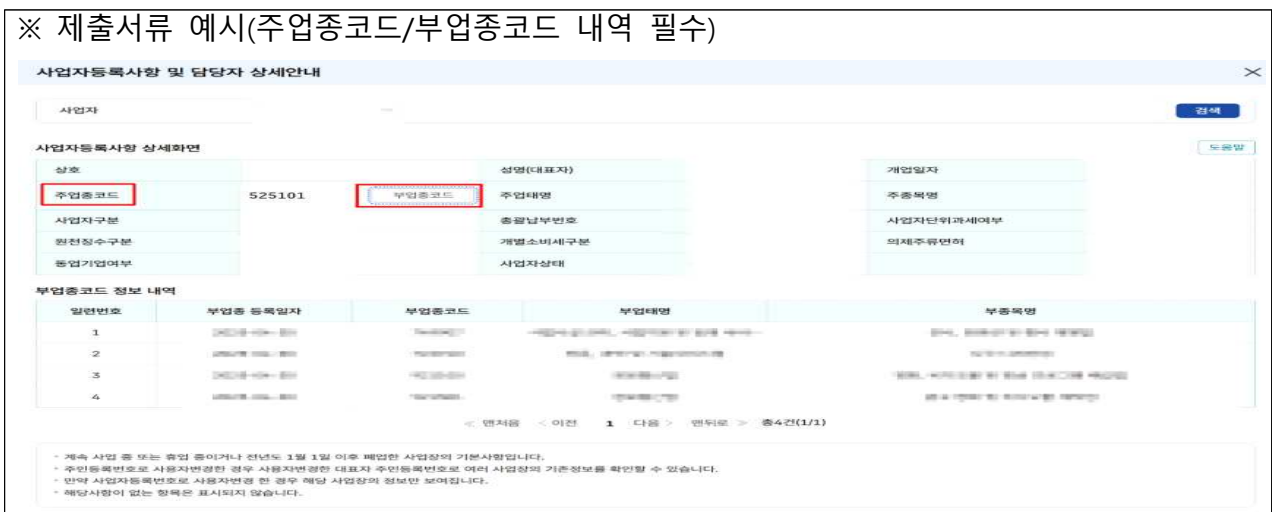 ※ 제출서류 예시(주업종코드/부업종코드 내역 필수)
사업자등록사항 및 담당자 상세안내
사업자 검색
사업자등록사항 상세화면 도움말
상호 성명(대표자) 개업일자
주업종코드 525101 부업종코드 주업태명 주종목명
사업자구분 총괄납부번호 사업자단위과세여부
원천징수구분 개별소비세구분 의제주류면허
동업기업여부 사업자상태
부업종코드 정보 내역
일련번호 부업종 등록일자 부업종코드 부업태명 부종목명
1
2
3
4
≪ 맨처음 < 이전 1 다음 > 맨뒤로 ≫ 총4건(1/1)
- 계속 사업 중 또는 휴업 중이거나 전년도 1월 1일 이후 폐업한 사업장의 기본사항입니다.
- 주민등록번호로 사용자변경한 경우 사용자변경한 대표자 주민등록번호로 여러 사업장의 기존정보를 확인할 수 있습니다.
- 만약 사업자등록번호로 사용자변경 한 경우 해당 사업장의 정보만 보여집니다.
- 해당사항이 없는 항목은 표시되지 않습니다.